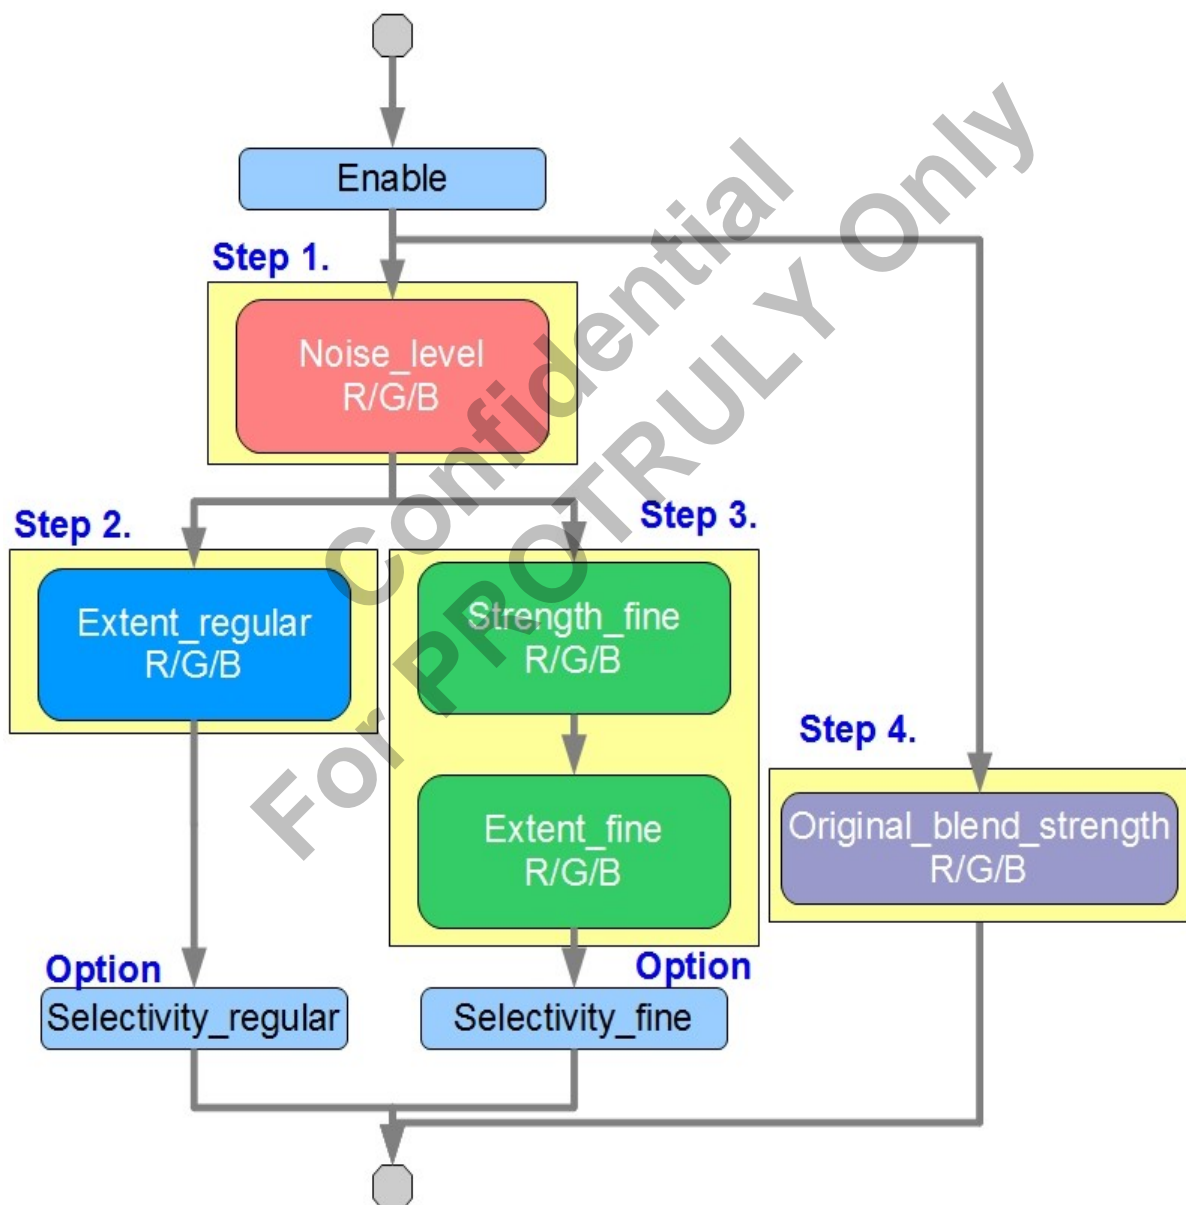 Enable
Step 1.
Noise_level
R/G/B
Step 2.
Step 3.
Extent_regular
R/G/B
Strength_fine
R/G/B
Step 4.
Extent_fine
R/G/B
Original_blend_strength
R/G/B
Option
Option
Selectivity_regular
Selectivity_fine
Confidential
For PROTRULY Only